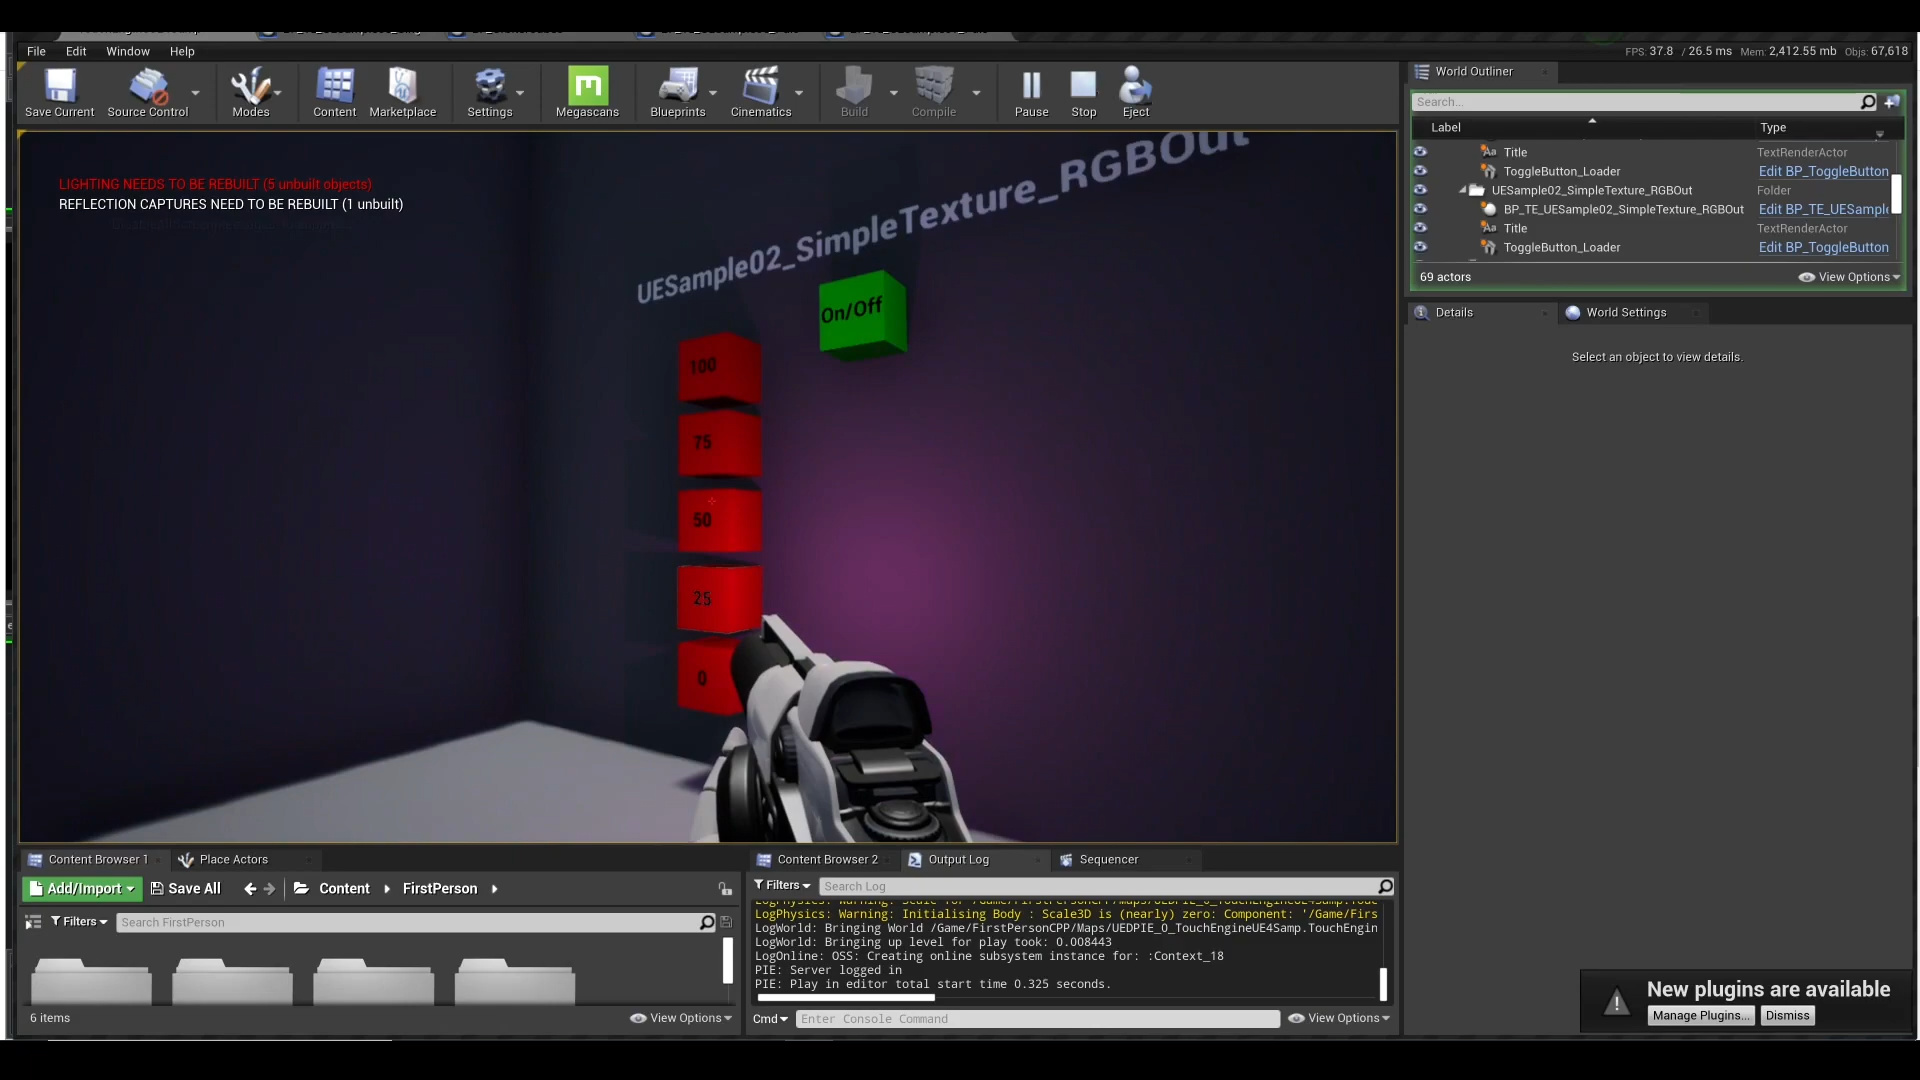 File Edit Window Help
FPS: 37.8 / 26.5 ms Mem: 2,412.55 mb Objs: 67,618
Save Current Source Control Modes Content Marketplace Settings Megascans Blueprints Cinematics Build Compile Pause Stop Eject
World Outliner
Search...
Label Type
Title TextRenderActor
ToggleButton_Loader Edit BP_ToggleButton
UESample02_SimpleTexture_RGBOut Folder
BP_TE_UESample02_SimpleTexture_RGBOut Edit BP_TE_UESample
Title TextRenderActor
ToggleButton_Loader Edit BP_ToggleButton
69 actors View Options
Details World Settings
Select an object to view details.
LIGHTING NEEDS TO BE REBUILT (5 unbuilt objects)
REFLECTION CAPTURES NEED TO BE REBUILT (1 unbuilt)
UESample02_SimpleTexture_RGBOut
On/Off
100
75
50
25
0
Content Browser 1 Place Actors
Add/Import Save All Content FirstPerson
Filters Search FirstPerson
6 items View Options
Content Browser 2 Output Log Sequencer
Filters Search Log
LogPhysics: Warning: Initialising Body : Scale3D is (nearly) zero: Component: '/Game/Firs
LogWorld: Bringing World /Game/FirstPersonCPP/Maps/UEDPIE_0_TouchEngineUE4Samp.TouchEngin
LogWorld: Bringing up level for play took: 0.008443
LogOnline: OSS: Creating online subsystem instance for: :Context_18
PIE: Server logged in
PIE: Play in editor total start time 0.325 seconds.
Cmd Enter Console Command View Options
New plugins are available
Manage Plugins... Dismiss